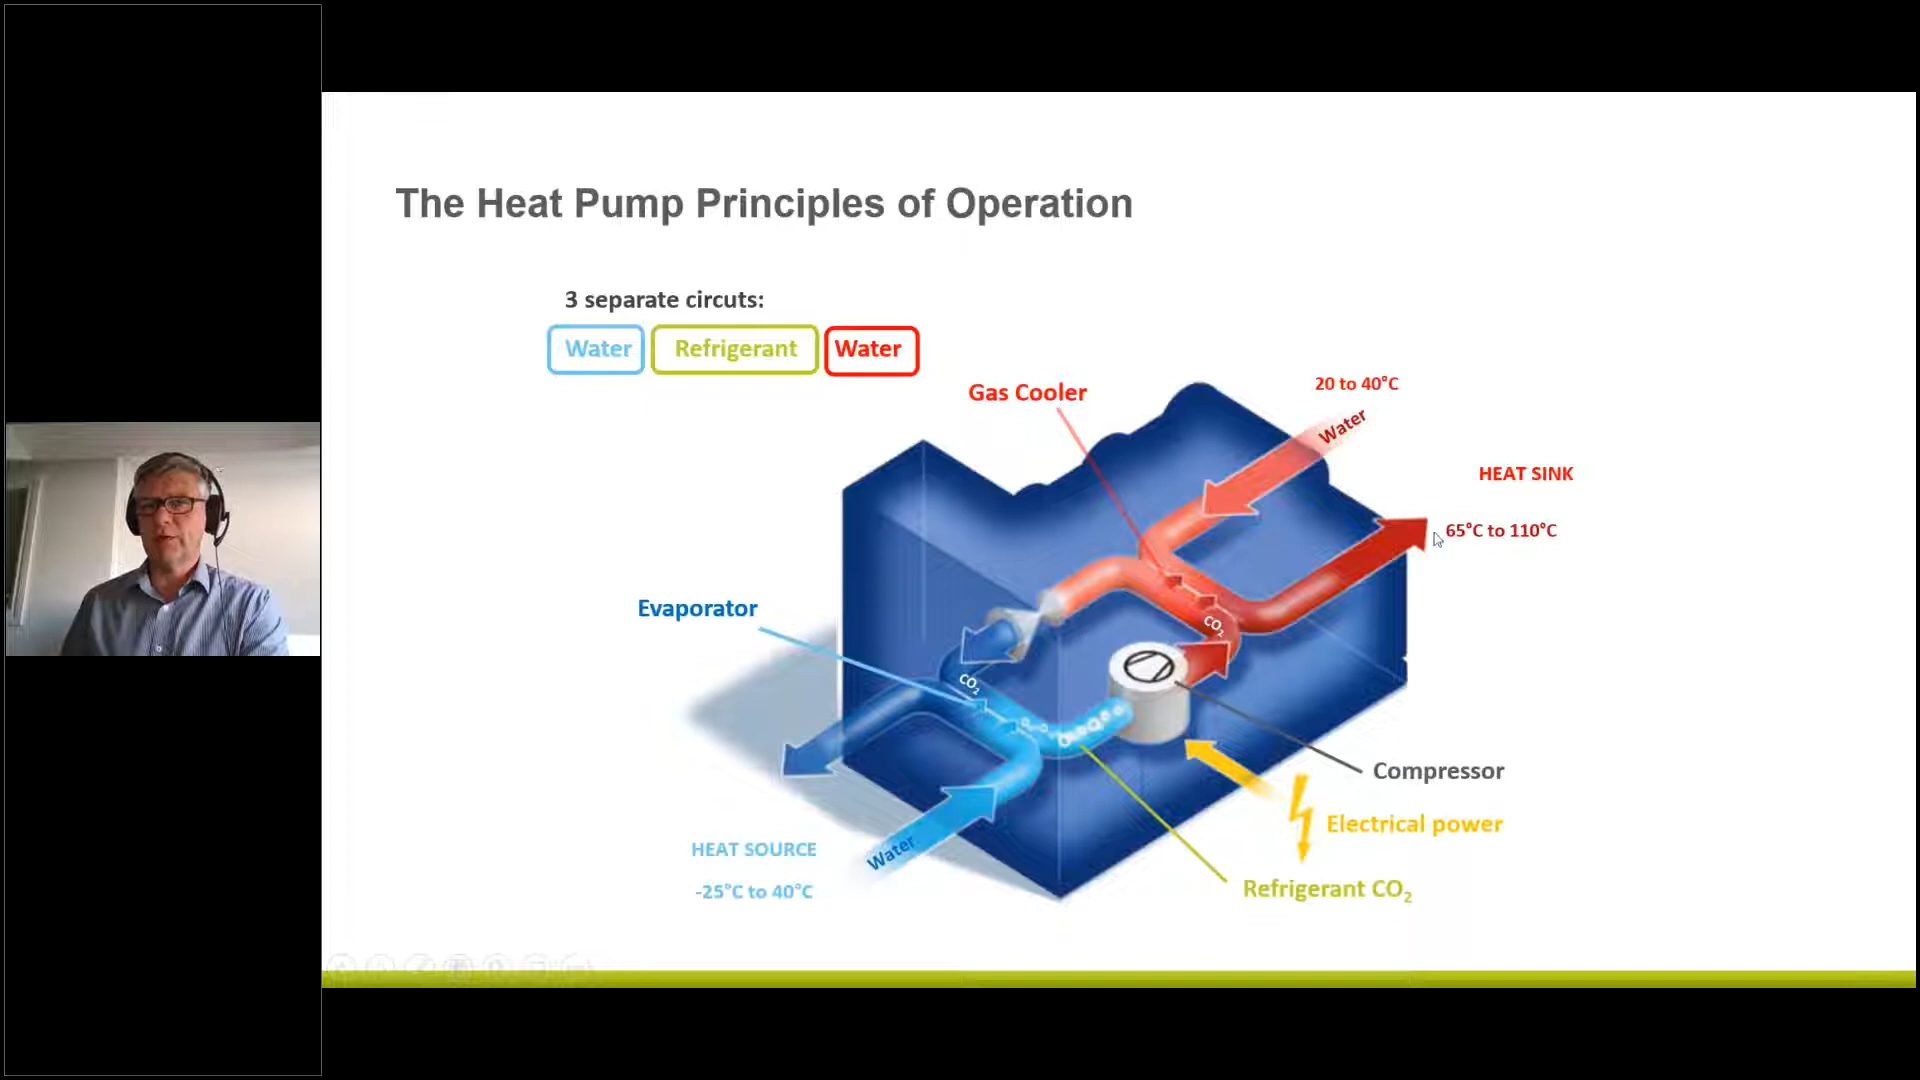 The Heat Pump Principles of Operation
3 separate circuts:
Water Refrigerant Water
Gas Cooler
20 to 40°C
Water
HEAT SINK
65°C to 110°C
Evaporator
CO₂
CO₂
Compressor
Electrical power
HEAT SOURCE
Water
-25°C to 40°C
Refrigerant CO₂